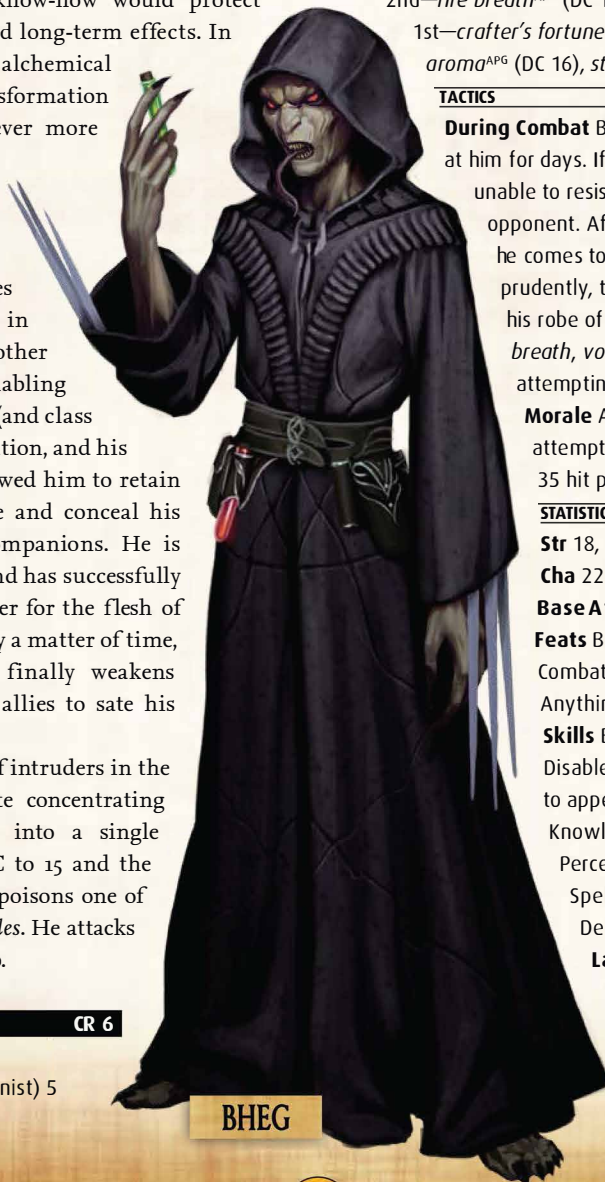 know-how would protect
d long-term effects. In
alchemical
sformation
ever more
es
in
other
abling
(and class
tion, and his
wed him to retain
e and conceal his
mpanions. He is
nd has successfully
er for the flesh of
y a matter of time,
finally weakens
allies to sate his
f intruders in the
te concentrating
into a single
C to 15 and the
poisons one of
des. He attacks
CR 6
nist) 5
BHEG
2nd—fire breath
1st—crafter's fortune
aroma^APG (DC 16), st
TACTICS
During Combat B
at him for days. If
unable to resis
opponent. Af
he comes to
prudently, t
his robe of
breath, vo
attemptin
Morale A
attempt
35 hit p
STATISTIC
Str 18,
Cha 22
Base A
Feats B
Combat
Anythin
Skills E
Disable
to appe
Knowl
Perce
Spe
De
La